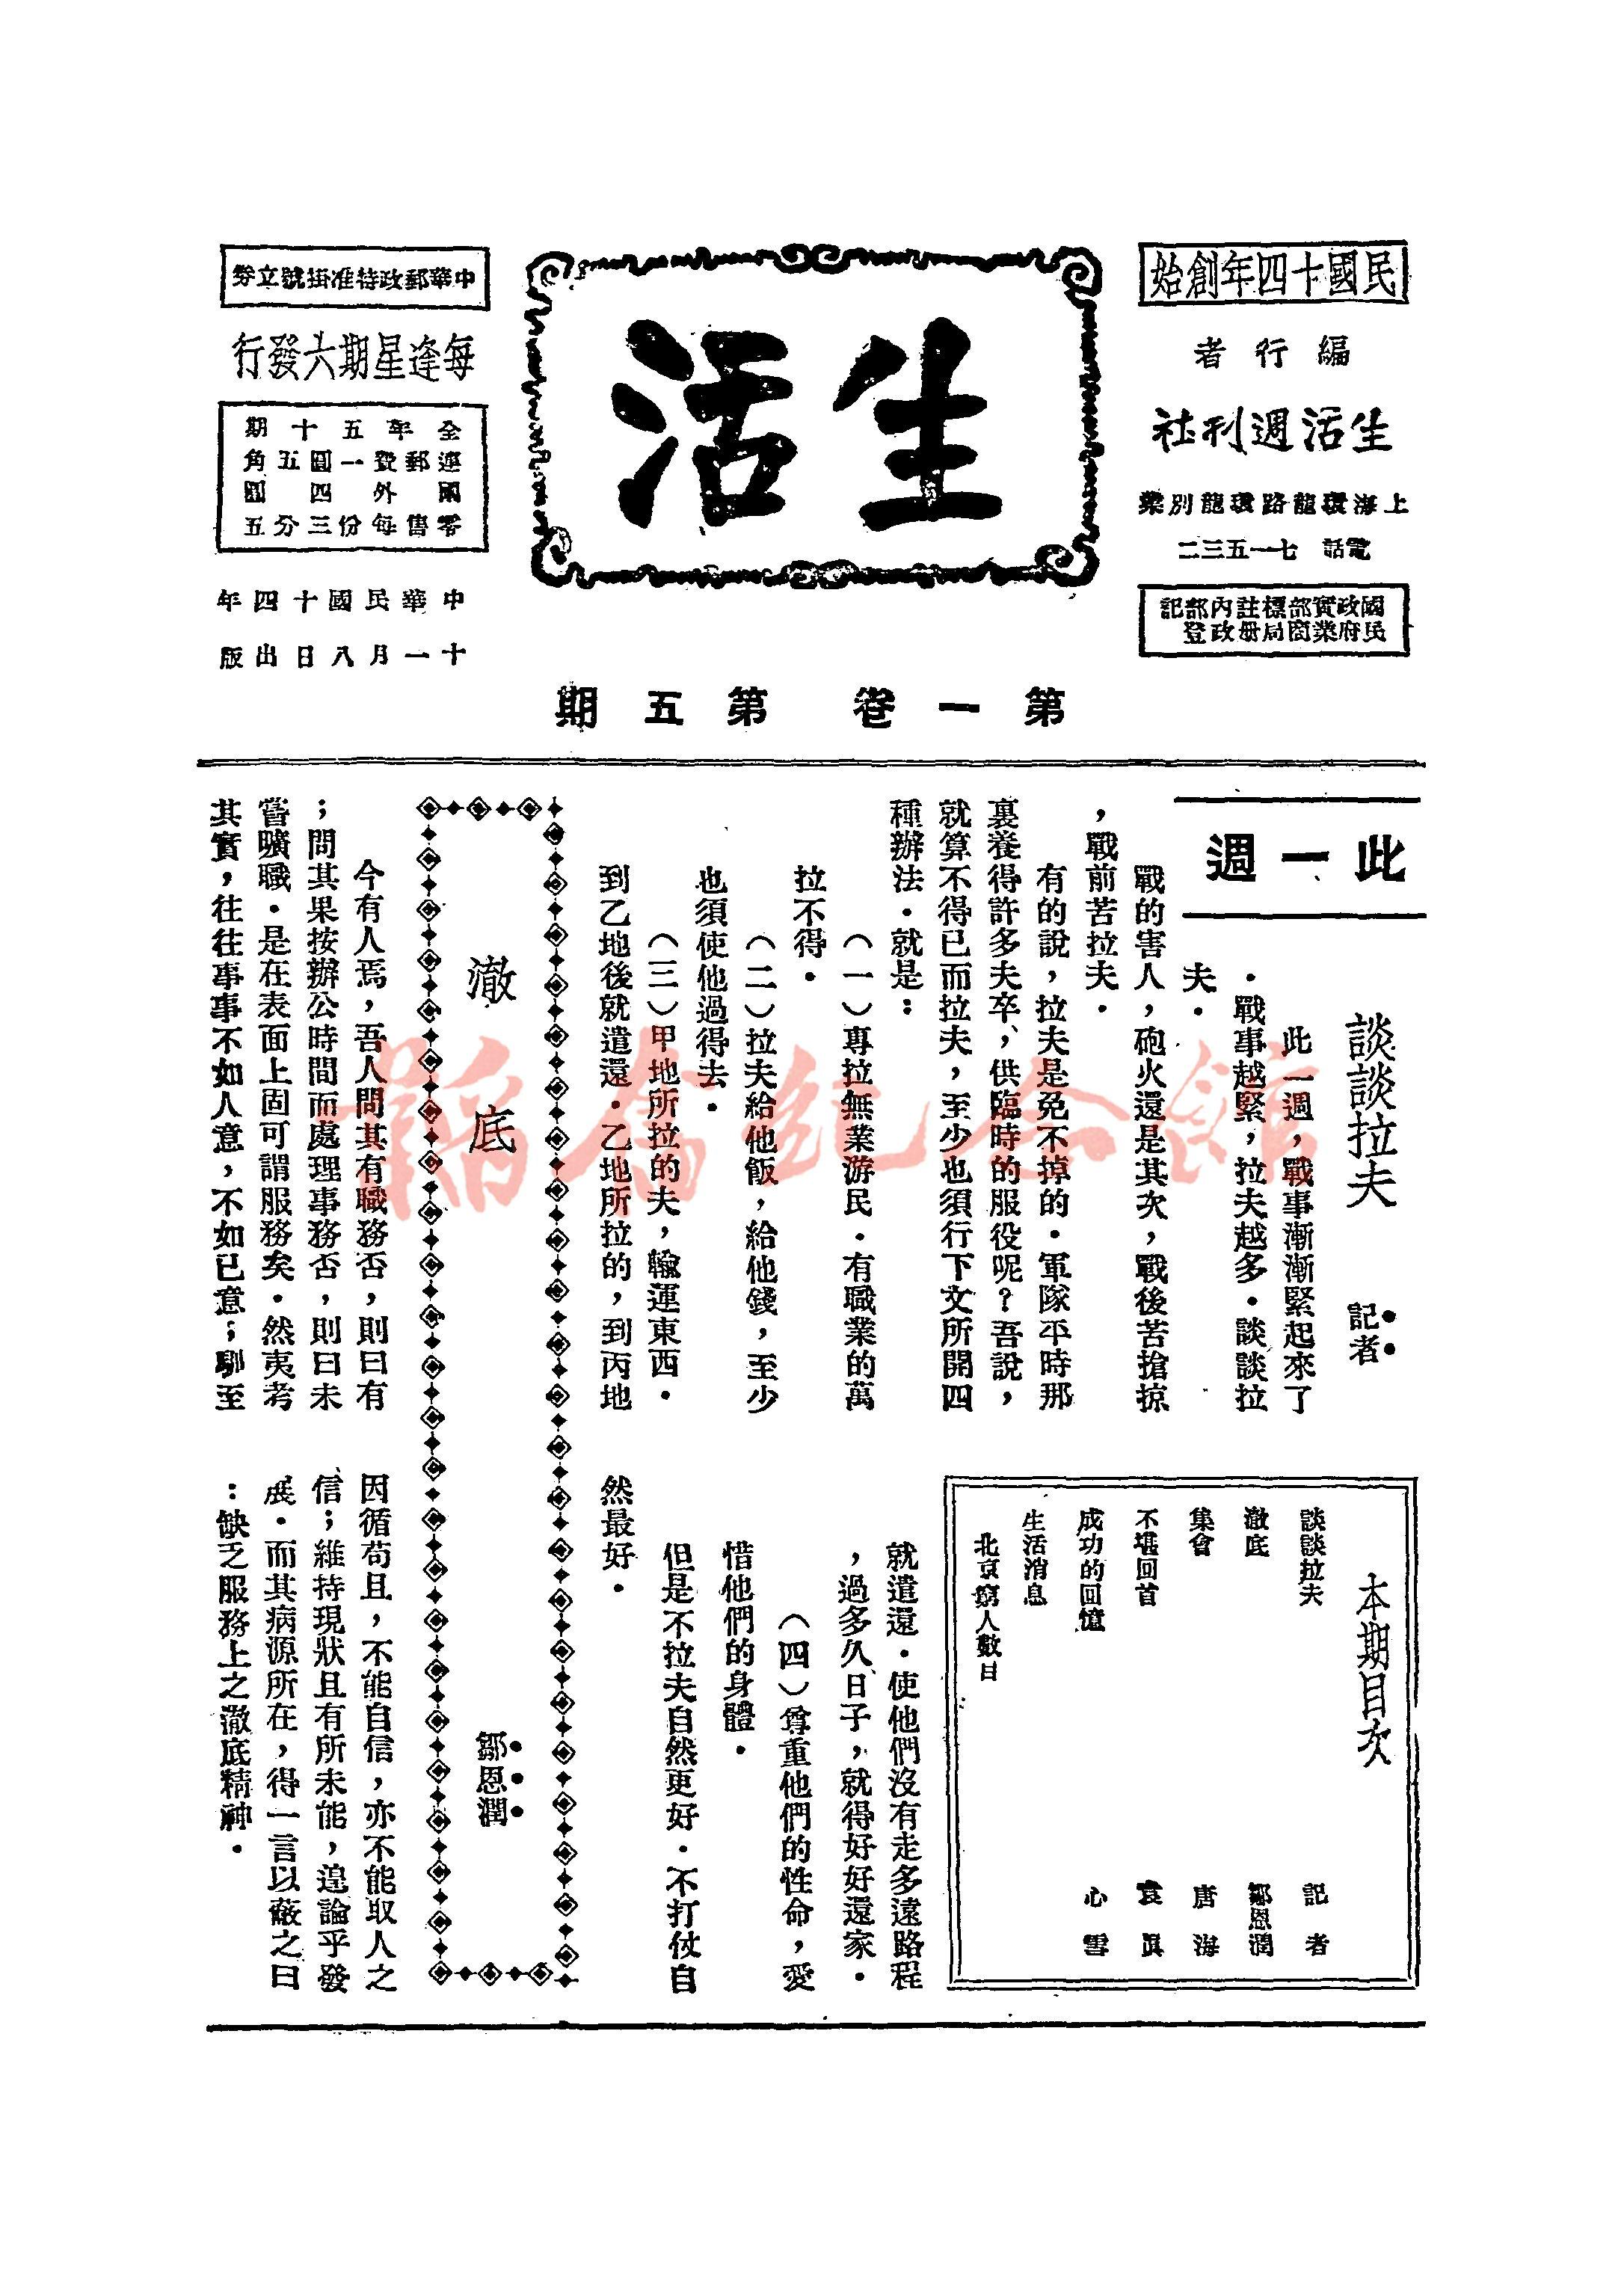 民國十四年創始
編行者
生活週刊社
上海環龍路環龍別業
電話 七一五三二
國民政府實業部商標局註冊內政部登記
生活
中華郵政特准掛號立券
每逢星期六發行
全年五十期
連郵費一圓五角
國外四圓
零售每份三分五
中華民國十四年
十一月八日出版
第一卷 第五期
此一週
談談拉夫
記者
此一週，戰事漸漸緊起來了
．戰事越緊，拉夫越多．談談拉
夫．
戰的害人，砲火還是其次，戰後苦搶掠
，戰前苦拉夫．
有的說，拉夫是免不掉的．軍隊平時那
裏養得許多夫卒、供臨時的服役呢？吾說，
就算不得已而拉夫，至少也須行下文所開四
種辦法．就是：
（一）專拉無業游民．有職業的萬
拉不得．
（二）拉夫給他飯，給他錢，至少
也須使他過得去．
（三）甲地所拉的夫，輸運東西．
到乙地後就遣還．乙地所拉的，到丙地
就遣還．使他們沒有走多遠路程
，過多久日子，就得好好還家．
（四）尊重他們的性命，愛
惜他們的身體．
但是不拉夫自然更好．不打仗自
然最好．
本期目次
談談拉夫 記者
澈底 鄒恩潤
集會 唐海
不堪回首 袁真
成功的回憶 心雪
生活消息
北京窮人數目
澈底
鄒恩潤
今有人焉，吾人問其有職務否，則曰有
；問其果按辦公時間而處理事務否，則曰未
嘗曠職．是在表面上固可謂服務矣．然夷考
其實，往往事事不如人意，不如已意；馴至
因循苟且，不能自信，亦不能取人之
信；維持現狀且有所未能，遑論乎發
展．而其病源所在，得一言以蔽之曰
：缺乏服務上之澈底精神．
韜奮紀念館